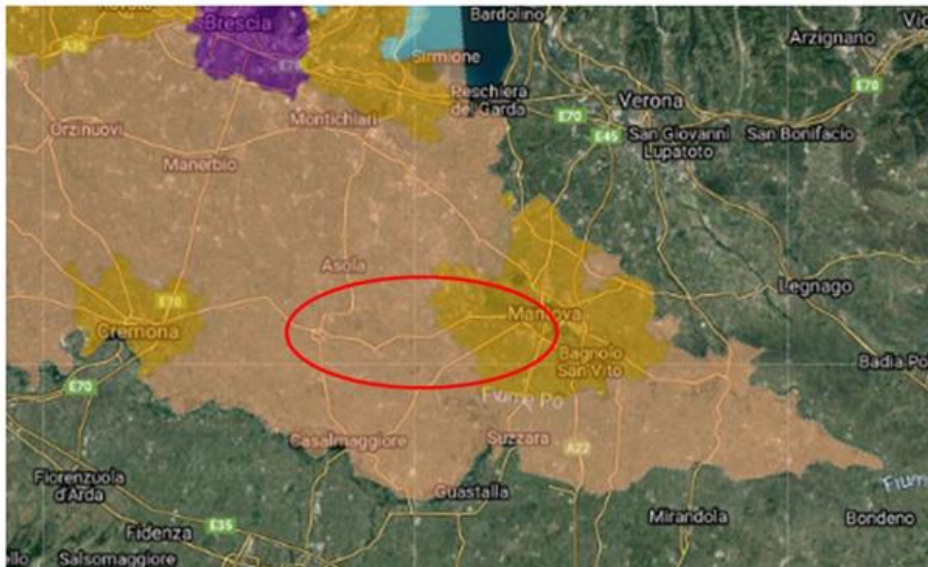 Brescia
Bardolino
Arzignano
A35
Sirmione
E70
Peschiera
del Garda
Verona
E70
Orzinuovi
Montichiari
E70
E45
San Giovanni
Lupatoto
San Bonifacio
Manerbio
Asola
Legnago
E70
Cremona
Mantova
Bagnolo
San Vito
Badia Po
E70
Fiume Po
Casalmaggiore
Suzzara
A22
Fiorenzuola
d'Arda
Guastalla
Fium
Fidenza
E35
Mirandola
Bondeno
Salsomaggiore